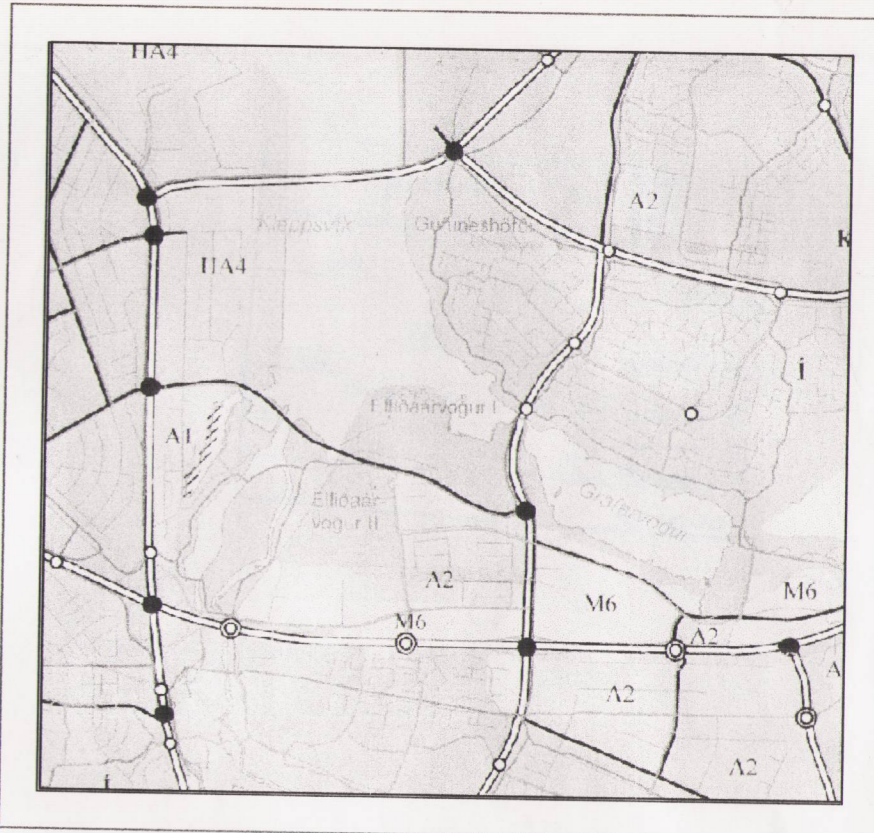 HA4
A2
Kleppsvík
Gufuneshöfði
K
HA4
Í
Elliðaárvogur I
A1
Grafarvogur
Elliðaár-
vogur II
A2
M6
M6
M6
A2
A
A2
A2
Í